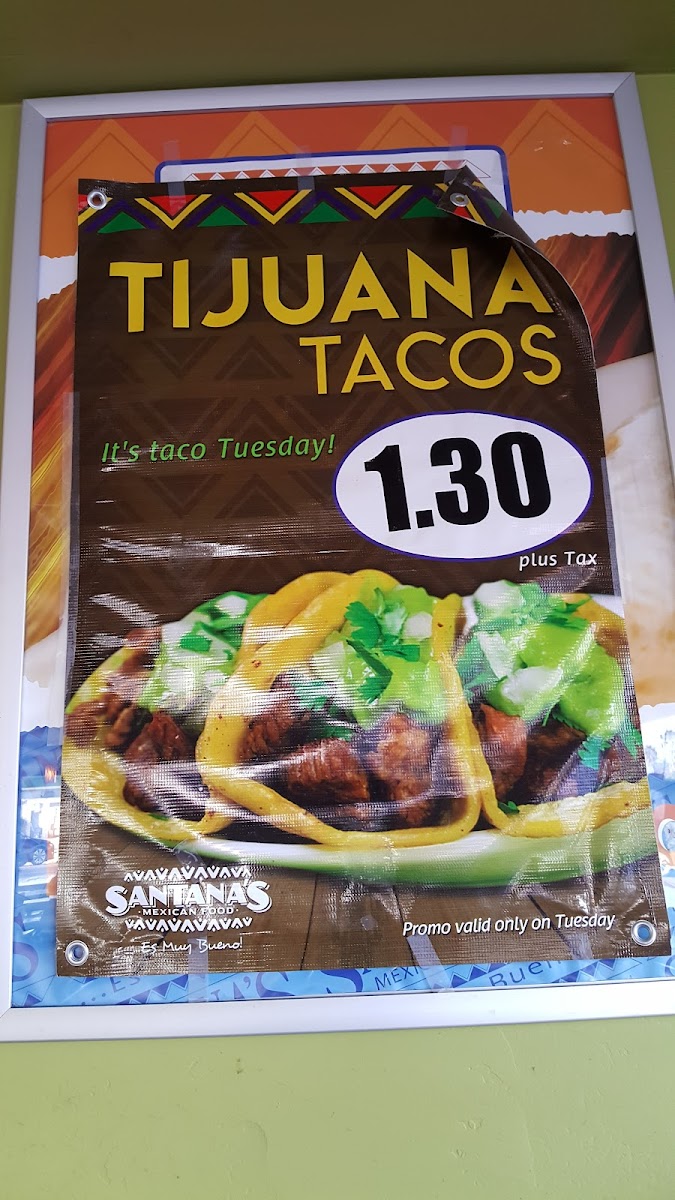 TIJUANA
TACOS
It's taco Tuesday!
1.30
plus Tax
SANTANA'S
MEXICAN FOOD
Es Muy Bueno!
Promo valid only on Tuesday